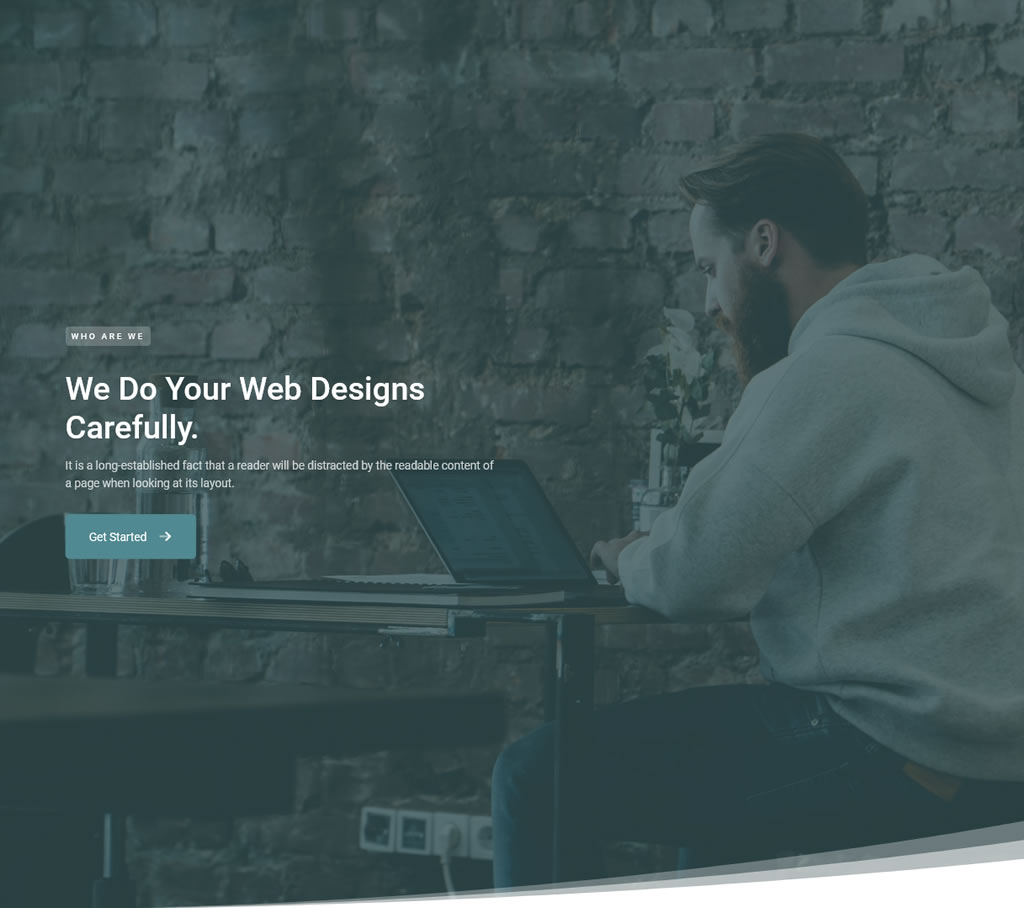 WHO ARE WE
We Do Your Web Designs
Carefully.
It is a long-established fact that a reader will be distracted by the readable content of
a page when looking at its layout.
Get Started